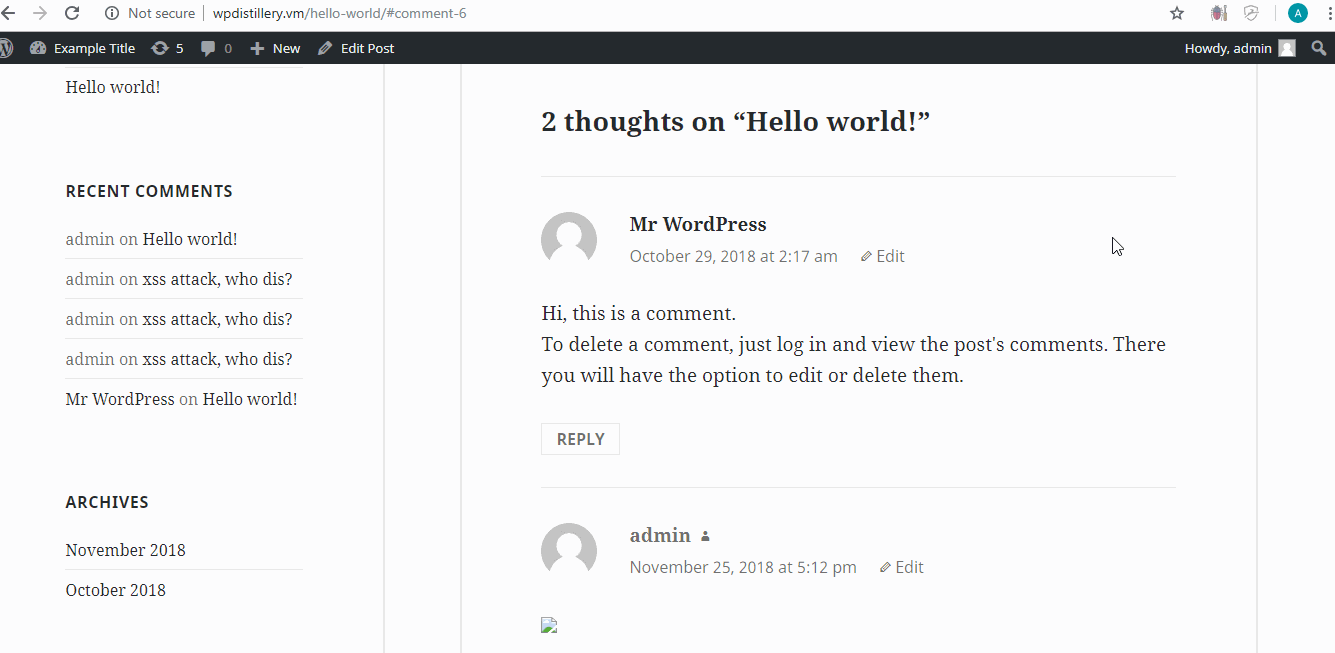 Not secure | wpdistillery.vm/hello-world/#comment-6
A
Example Title 5 0 New Edit Post Howdy, admin
Hello world!
RECENT COMMENTS
admin on Hello world!
admin on xss attack, who dis?
admin on xss attack, who dis?
admin on xss attack, who dis?
Mr WordPress on Hello world!
ARCHIVES
November 2018
October 2018
2 thoughts on “Hello world!”
Mr WordPress
October 29, 2018 at 2:17 am Edit
Hi, this is a comment.
To delete a comment, just log in and view the post's comments. There
you will have the option to edit or delete them.
REPLY
admin
November 25, 2018 at 5:12 pm Edit